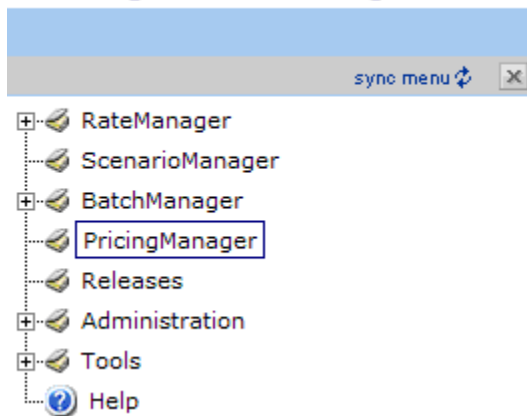 sync menu
RateManager
ScenarioManager
BatchManager
PricingManager
Releases
Administration
Tools
Help